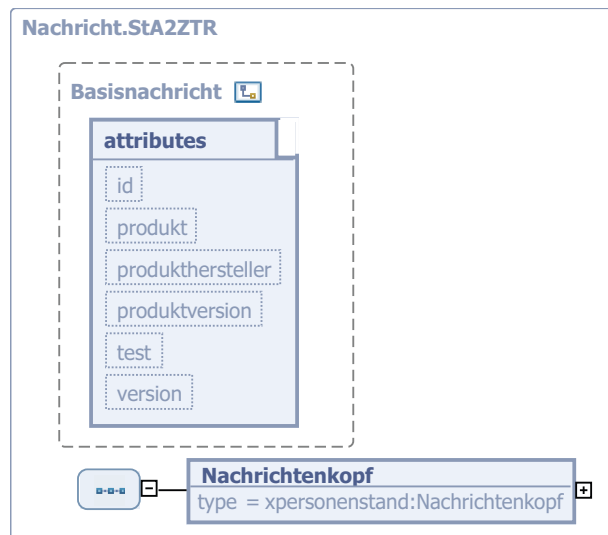 Nachricht.StA2ZTR
Basisnachricht
attributes
id
produkt
produkthersteller
produktversion
test
version
Nachrichtenkopf
type = xpersonenstand:Nachrichtenkopf